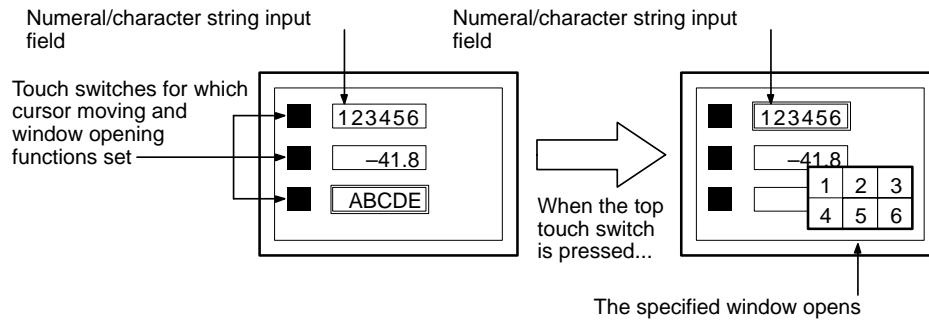 Numeral/character string input
field
Numeral/character string input
field
Touch switches for which
cursor moving and
window opening
functions set
123456
–41.8
ABCDE
When the top
touch switch
is pressed...
123456
–41.8
1 2 3
4 5 6
The specified window opens